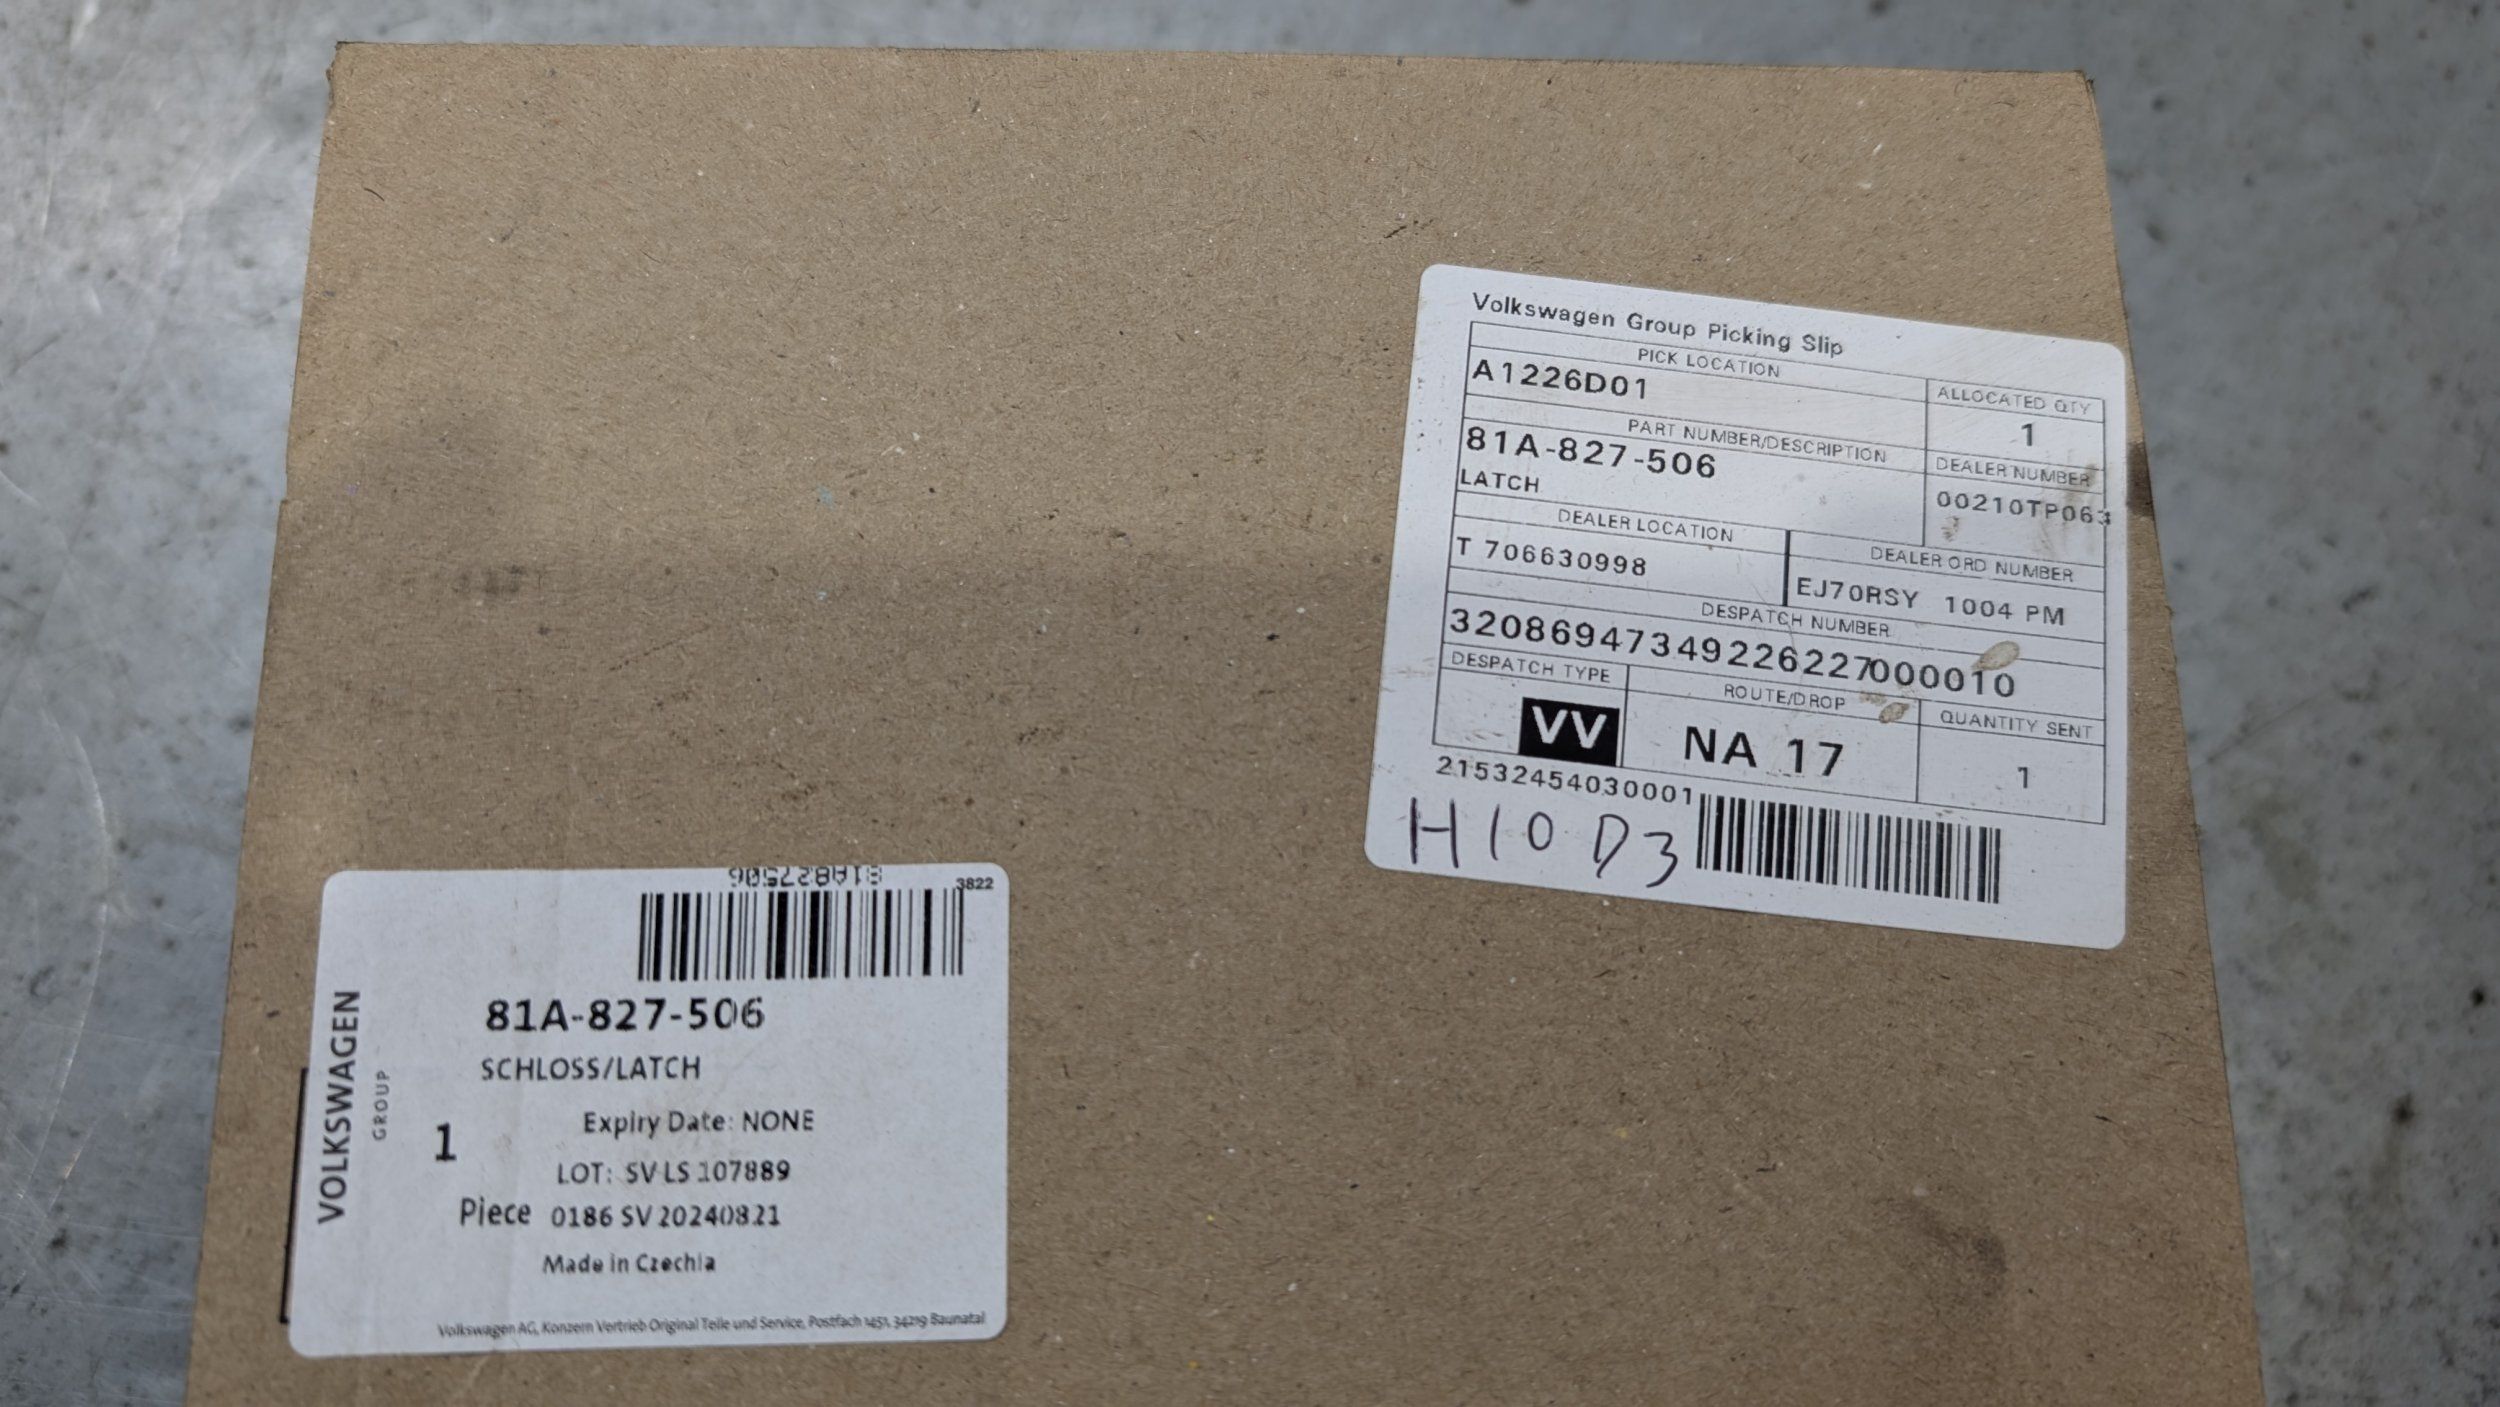 Volkswagen Group Picking Slip
PICK LOCATION
A1226D01
ALLOCATED QTY
1
PART NUMBER/DESCRIPTION
81A-827-506
LATCH
DEALER NUMBER
00210TP063
DEALER LOCATION
T 706630998
DEALER ORD NUMBER
EJ70RSY 1004 PM
DESPATCH NUMBER
32086947349226227000010
DESPATCH TYPE
VV
ROUTE/DROP
NA 17
QUANTITY SENT
1
21532454030001
H10 D3
81A827506
3822
81A-827-506
SCHLOSS/LATCH
VOLKSWAGEN
GROUP
Expiry Date: NONE
1
LOT: SV LS 107889
Piece 0186 SV 20240821
Made in Czechia
Volkswagen AG, Konzern Vertrieb Original Teile und Service, Postfach 1451, 34219 Baunatal